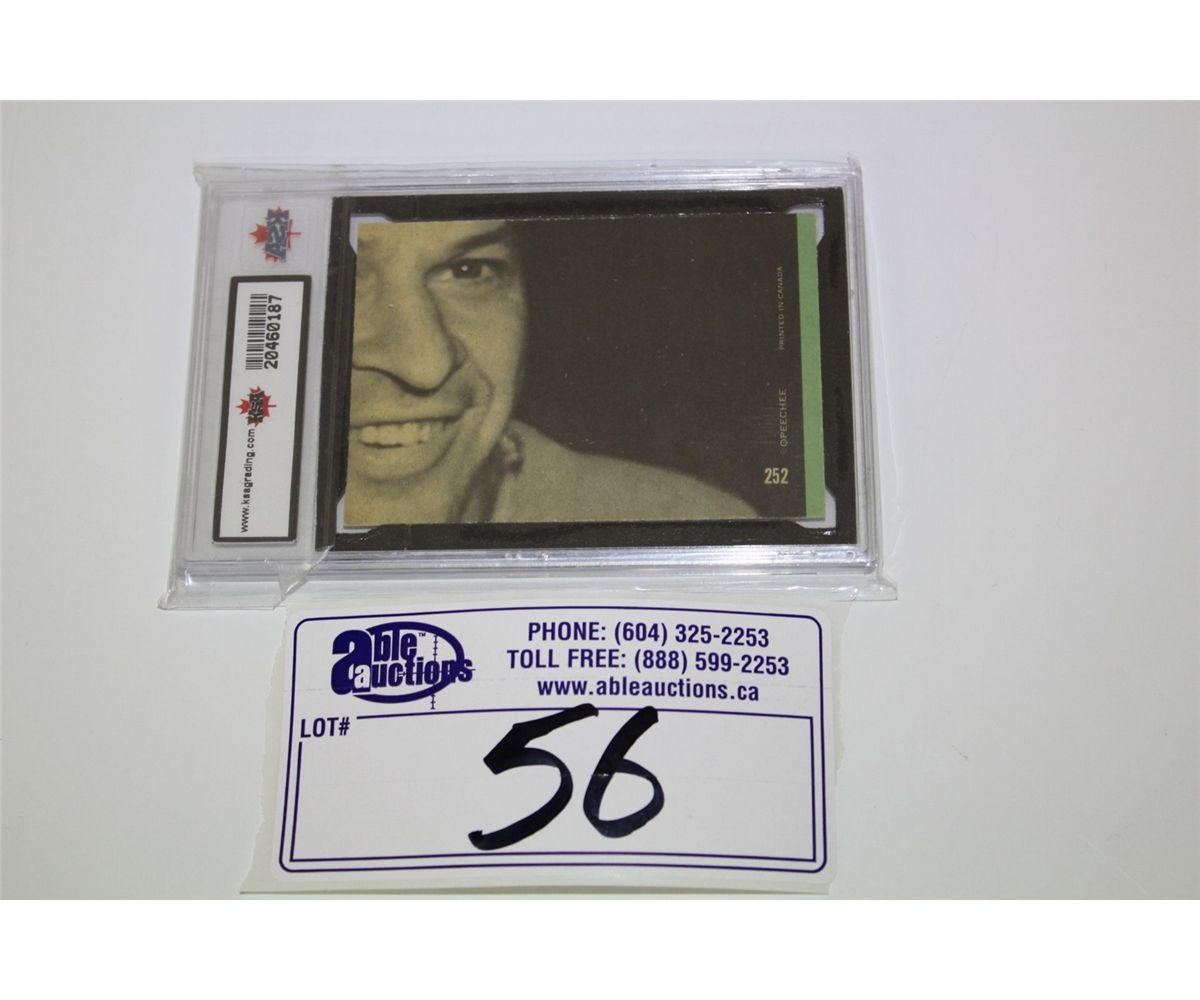 KSA
20460187
KSA
www.ksagrading.com
PRINTED IN CANADA
©OPEECHEE
252
able™
auctions
PHONE: (604) 325-2253
TOLL FREE: (888) 599-2253
www.ableauctions.ca
LOT#
56